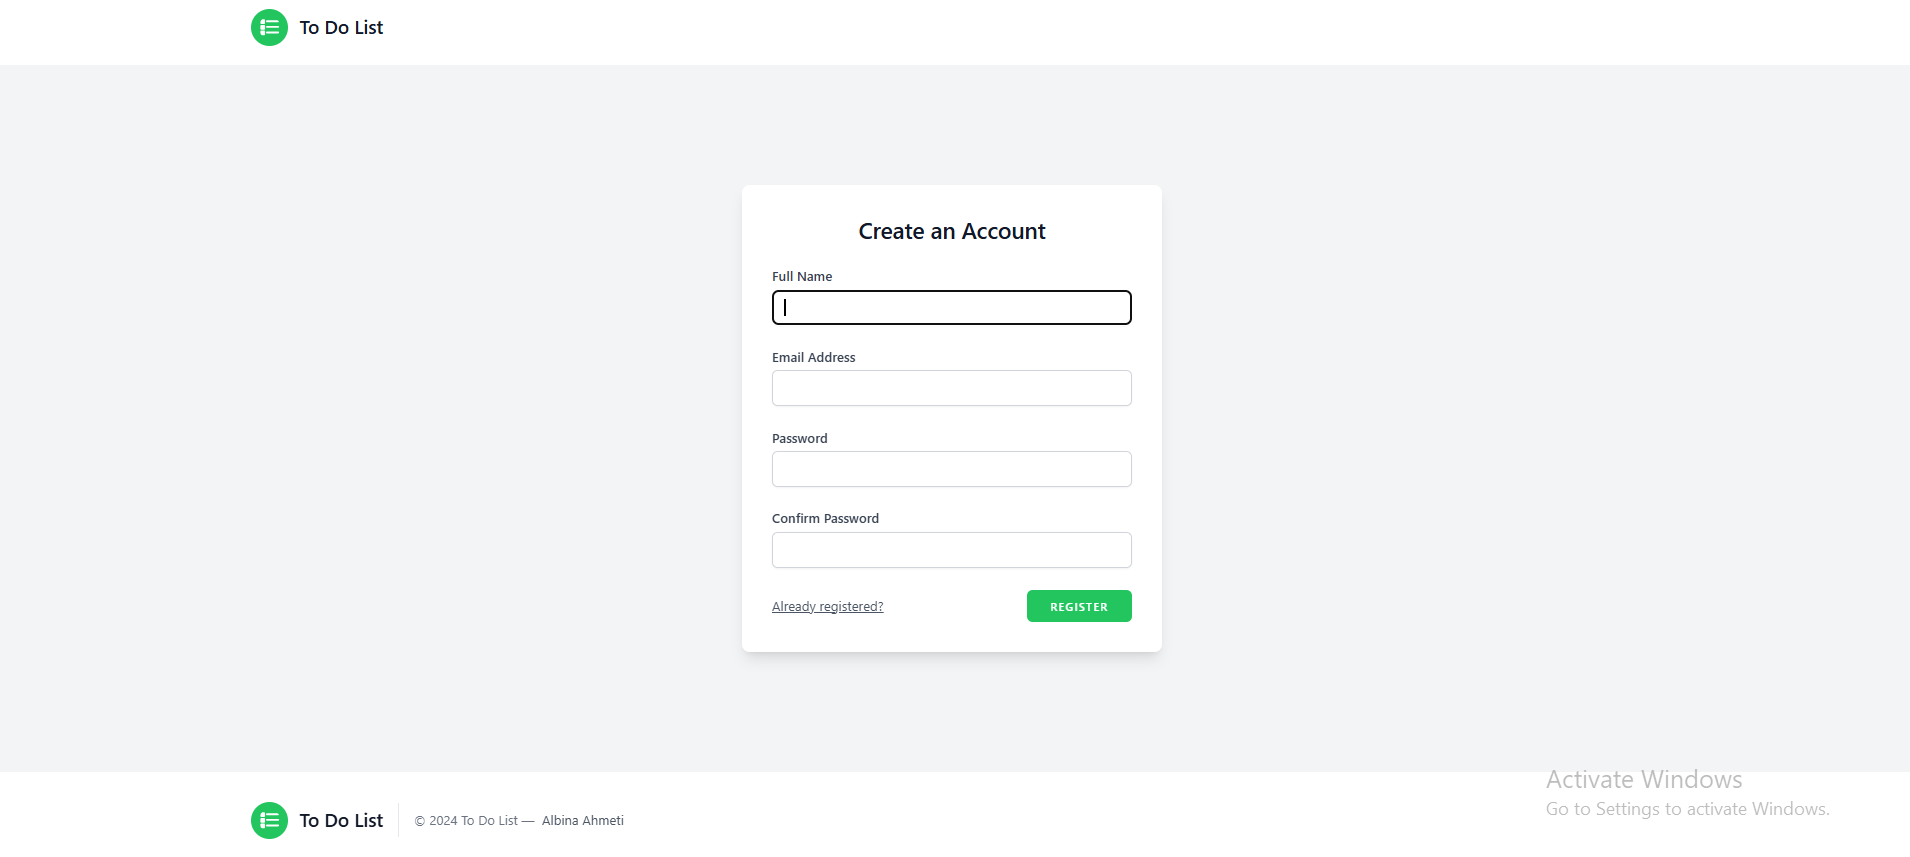 To Do List
Create an Account
Full Name
Email Address
Password
Confirm Password
Already registered?
REGISTER
Activate Windows
Go to Settings to activate Windows.
To Do List
© 2024 To Do List — Albina Ahmeti